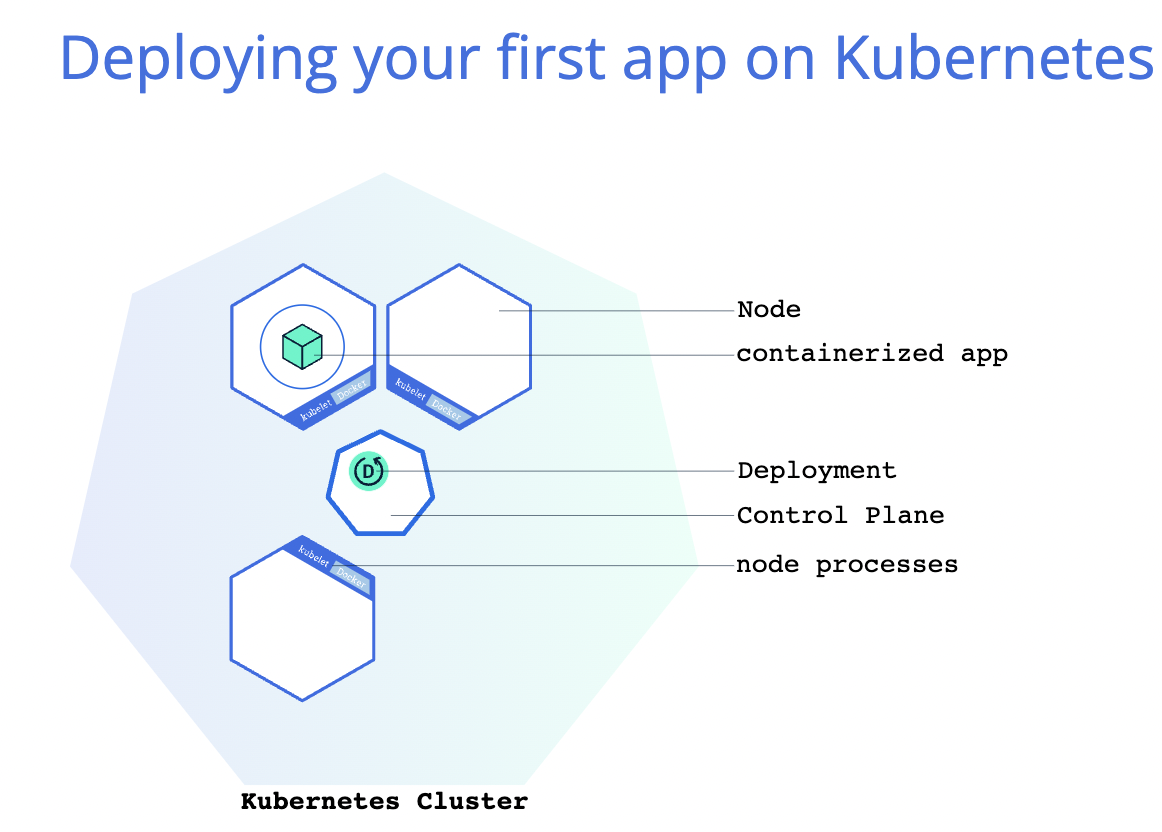 Deploying your first app on Kubernetes
Node
containerized app
kubelet Docker
kubelet Docker
D
Deployment
Control Plane
kubelet Docker
node processes
Kubernetes Cluster